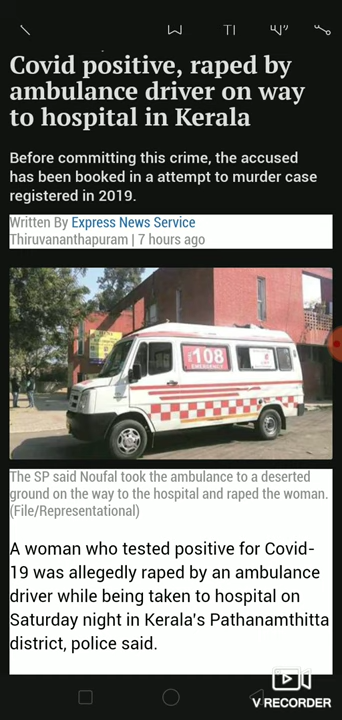 Covid positive, raped by
ambulance driver on way
to hospital in Kerala
Before committing this crime, the accused
has been booked in a attempt to murder case
registered in 2019.
Written By Express News Service
Thiruvananthapuram | 7 hours ago
108
EMERGENCY
The SP said Noufal took the ambulance to a deserted
ground on the way to the hospital and raped the woman.
(File/Representational)
A woman who tested positive for Covid-
19 was allegedly raped by an ambulance
driver while being taken to hospital on
Saturday night in Kerala's Pathanamthitta
district, police said.
V RECORDER